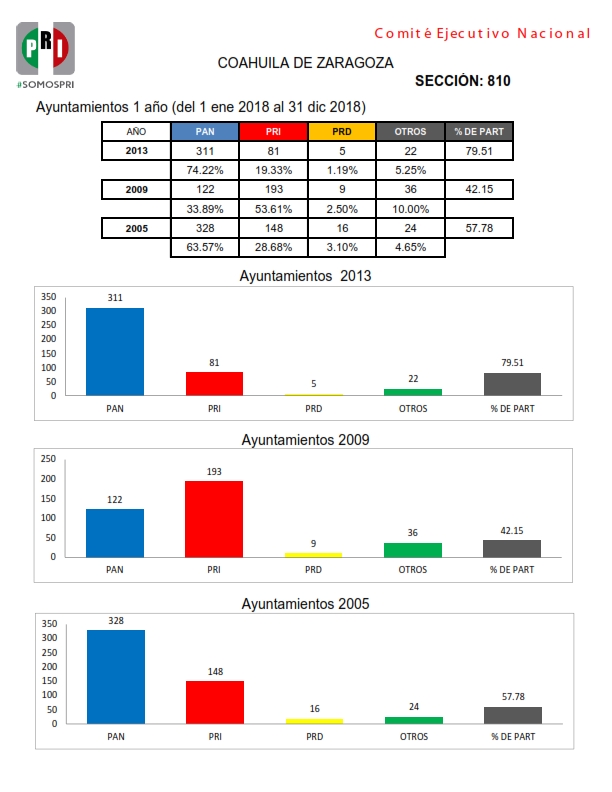 Comité Ejecutivo Nacional
PRI
#SOMOSPRI
COAHUILA DE ZARAGOZA
SECCIÓN: 810
Ayuntamientos 1 año (del 1 ene 2018 al 31 dic 2018)
AÑO PAN PRI PRD OTROS % DE PART
2013 311 81 5 22 79.51
74.22% 19.33% 1.19% 5.25%
2009 122 193 9 36 42.15
33.89% 53.61% 2.50% 10.00%
2005 328 148 16 24 57.78
63.57% 28.68% 3.10% 4.65%
Ayuntamientos 2013
350
300
250
200
150
100
50
0
311
81
5
22
79.51
PAN PRI PRD OTROS % DE PART
Ayuntamientos 2009
250
200
150
100
50
0
122
193
9
36
42.15
PAN PRI PRD OTROS % DE PART
Ayuntamientos 2005
350
300
250
200
150
100
50
0
328
148
16
24
57.78
PAN PRI PRD OTROS % DE PART